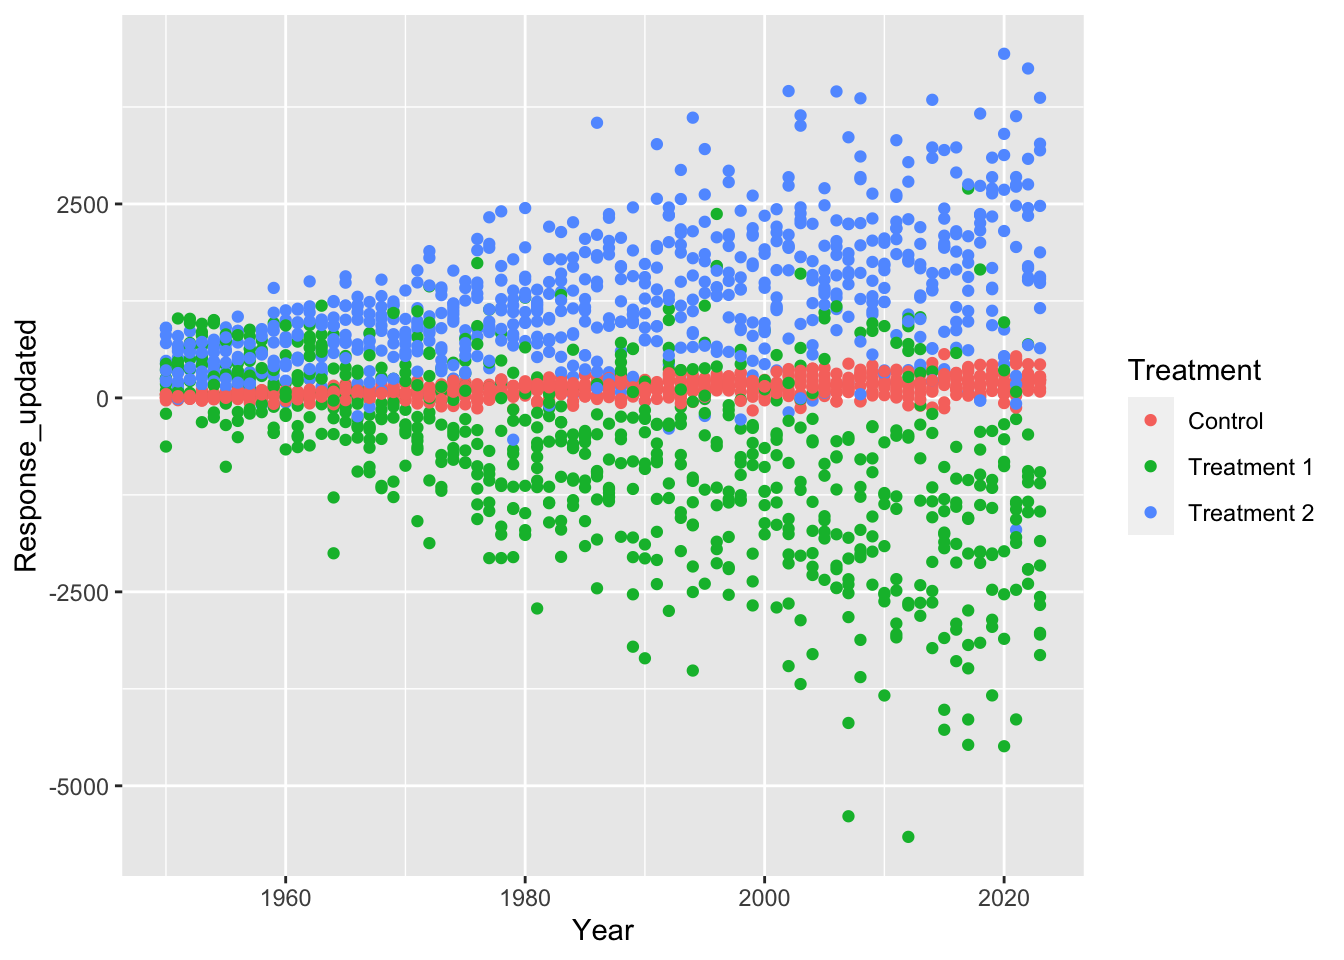 Response_updated
2500
0
-2500
-5000
1960
1980
2000
2020
Year
Treatment
Control
Treatment 1
Treatment 2